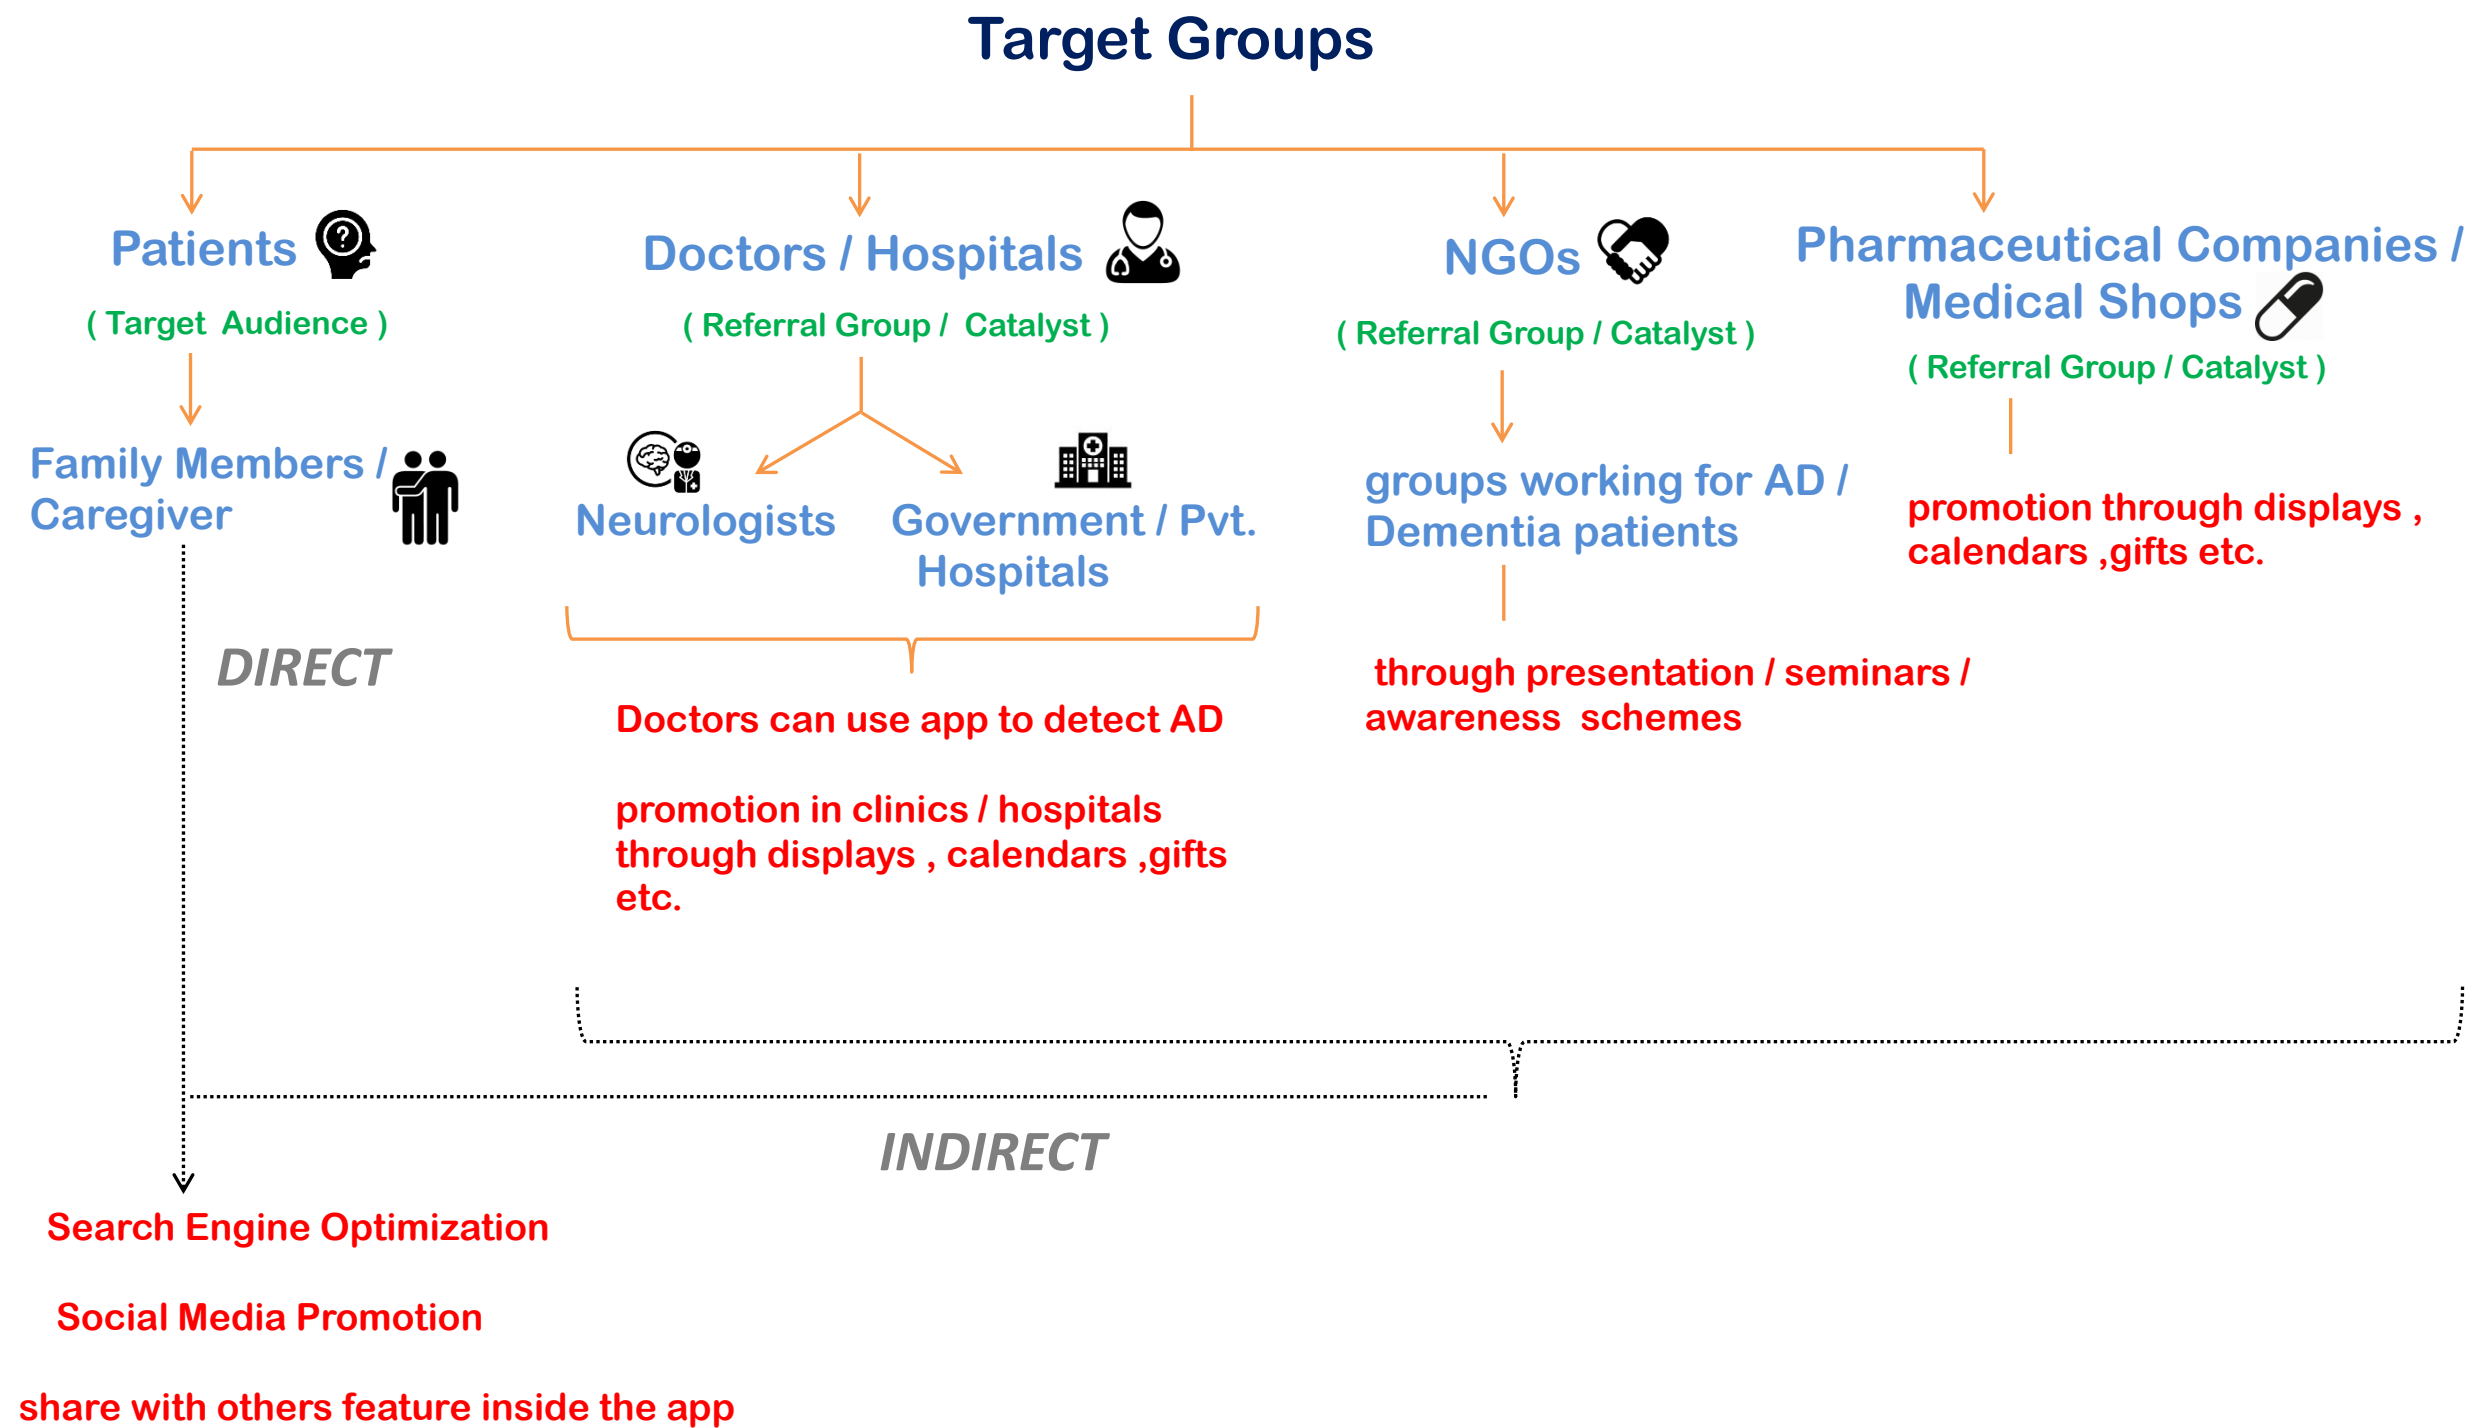 Target Groups
Patients
( Target Audience )
Family Members /
Caregiver
DIRECT
Doctors / Hospitals
( Referral Group / Catalyst )
Neurologists
Government / Pvt.
Hospitals
Doctors can use app to detect AD
promotion in clinics / hospitals
through displays , calendars ,gifts
etc.
NGOs
( Referral Group / Catalyst )
groups working for AD /
Dementia patients
through presentation / seminars /
awareness schemes
Pharmaceutical Companies /
Medical Shops
( Referral Group / Catalyst )
promotion through displays ,
calendars ,gifts etc.
INDIRECT
Search Engine Optimization
Social Media Promotion
share with others feature inside the app